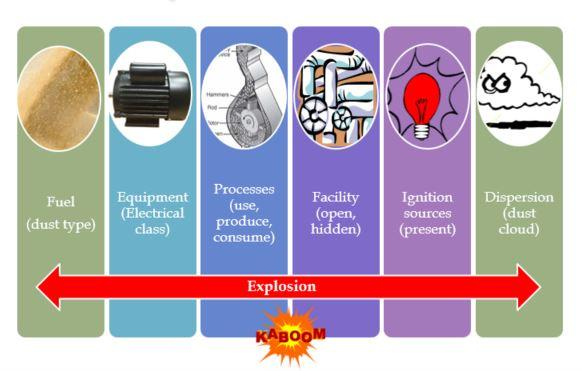 Fuel
(dust type)
Equipment
(Electrical
class)
Hammers
Rod
Processes
(use,
produce,
consume)
Facility
(open,
hidden)
Ignition
sources
(present)
Dispersion
(dust
cloud)
Explosion
KABOOM